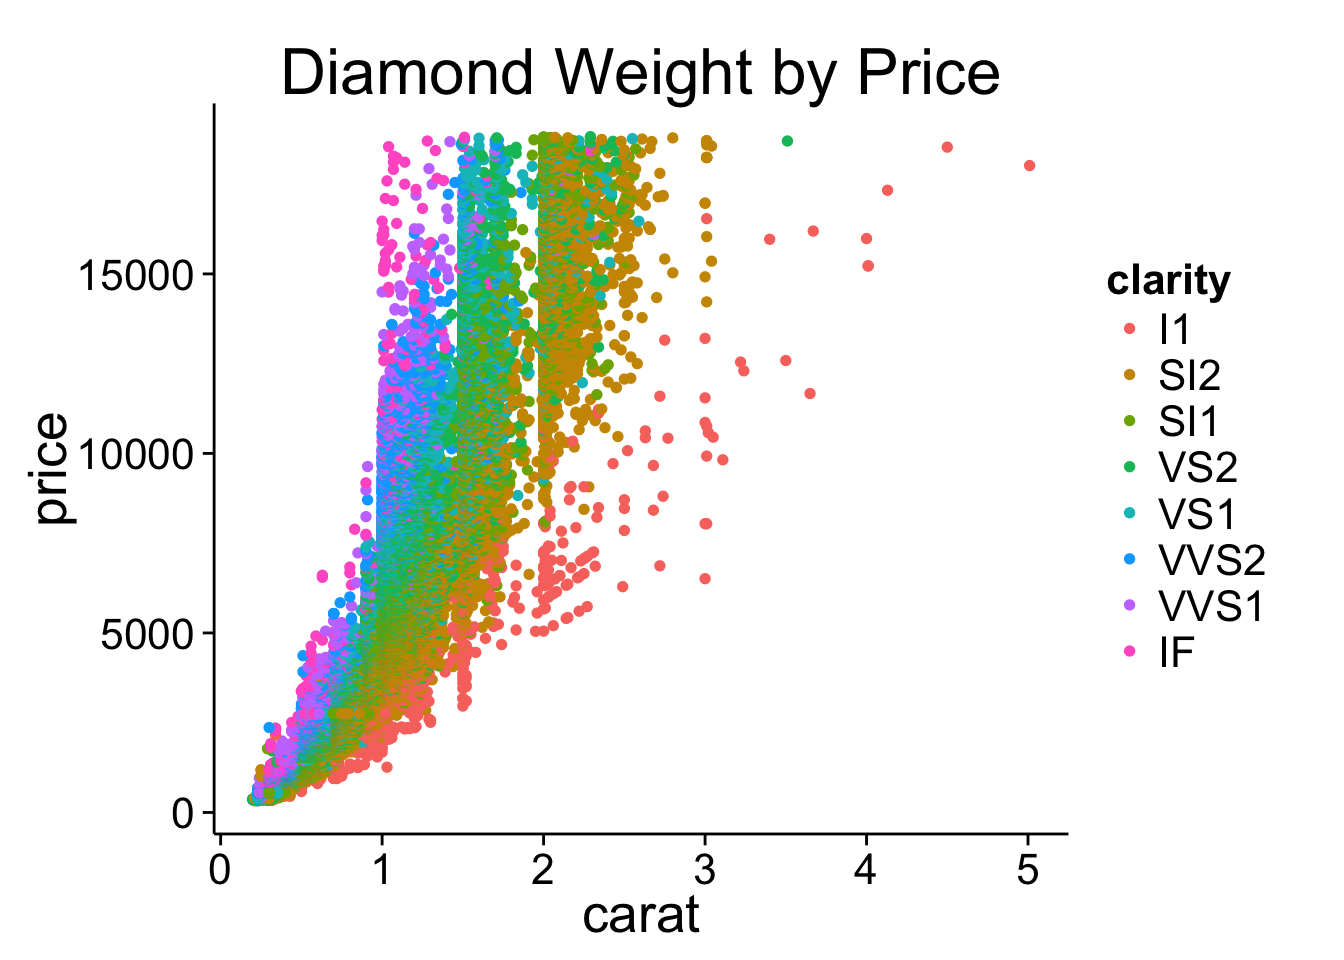 Diamond Weight by Price
15000
10000
5000
0
price
0 1 2 3 4 5
carat
clarity
I1
SI2
SI1
VS2
VS1
VVS2
VVS1
IF